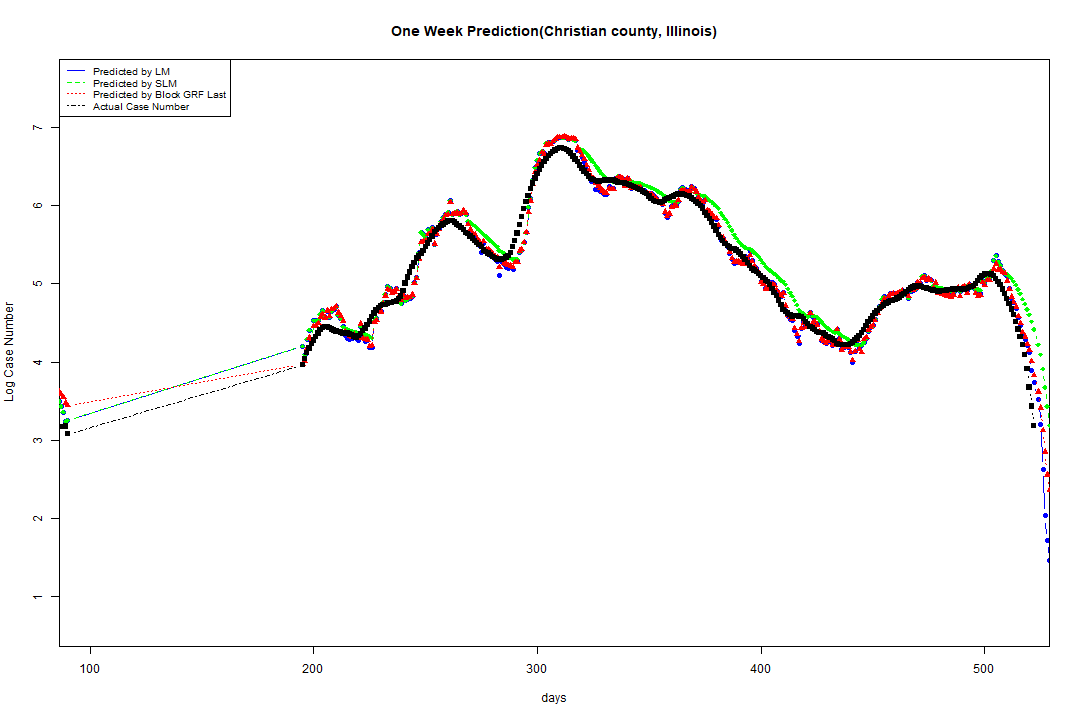 One Week Prediction(Christian county, Illinois)
Predicted by LM
Predicted by SLM
Predicted by Block GRF Last
Actual Case Number
7
6
5
4
3
2
1
Log Case Number
100 200 300 400 500
days